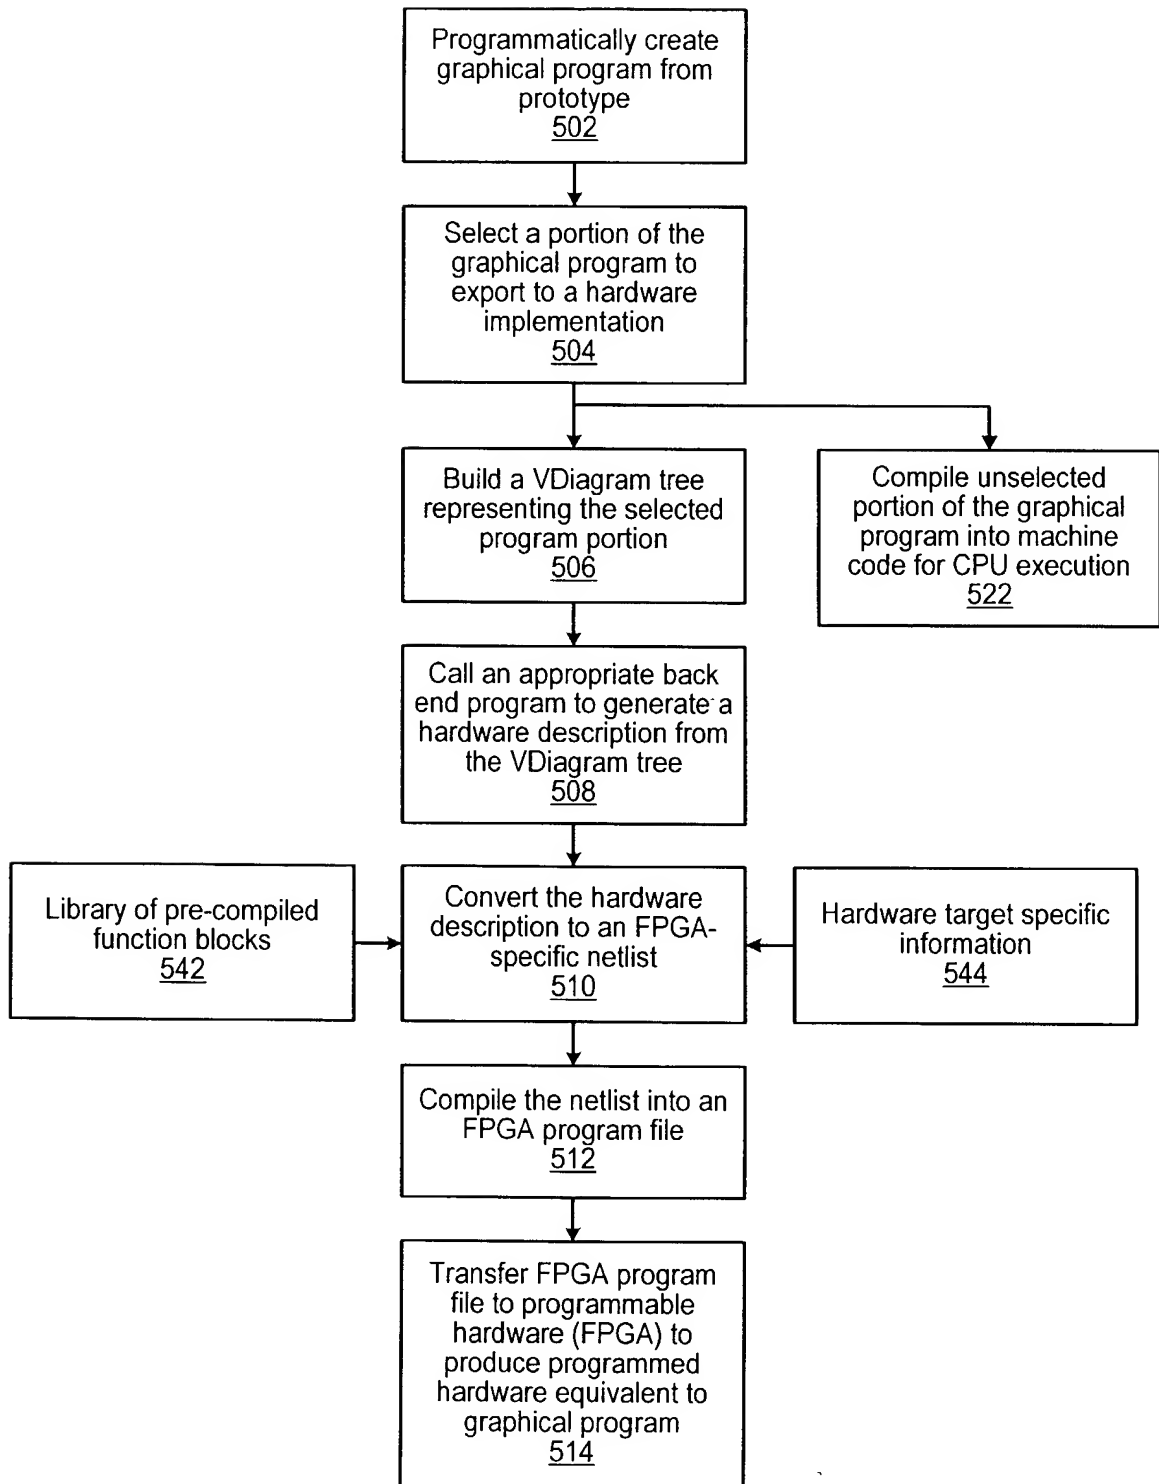 Programmatically create
graphical program from
prototype
502
Select a portion of the
graphical program to
export to a hardware
implementation
504
Build a VDiagram tree
representing the selected
program portion
506
Compile unselected
portion of the graphical
program into machine
code for CPU execution
522
Call an appropriate back
end program to generate a
hardware description from
the VDiagram tree
508
Library of pre-compiled
function blocks
542
Convert the hardware
description to an FPGA-
specific netlist
510
Hardware target specific
information
544
Compile the netlist into an
FPGA program file
512
Transfer FPGA program
file to programmable
hardware (FPGA) to
produce programmed
hardware equivalent to
graphical program
514